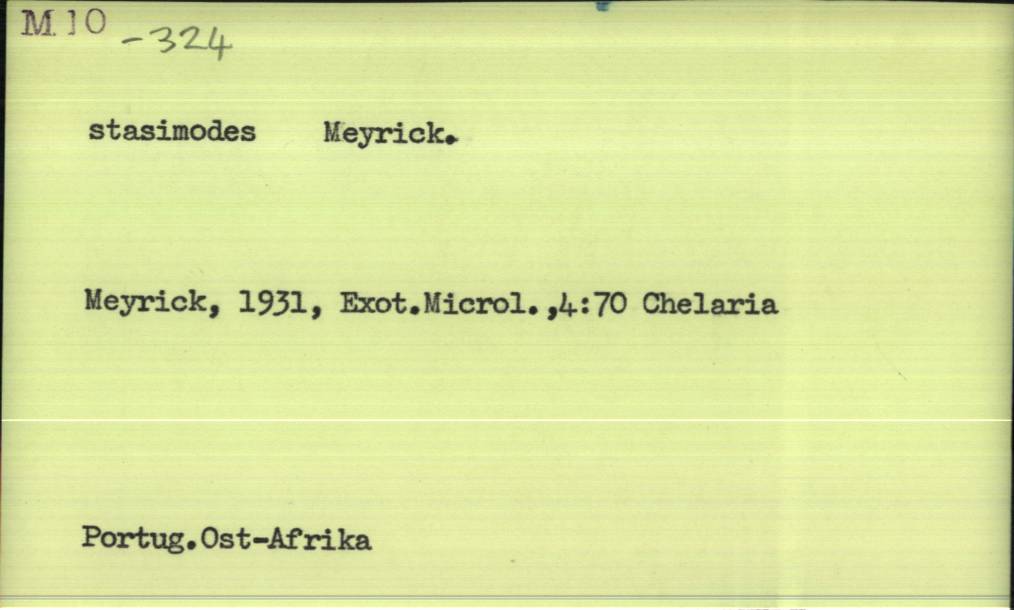 M 10 -324
stasimodes Meyrick.
Meyrick, 1931, Exot.Microl.,4:70 Chelaria
Portug.Ost-Afrika